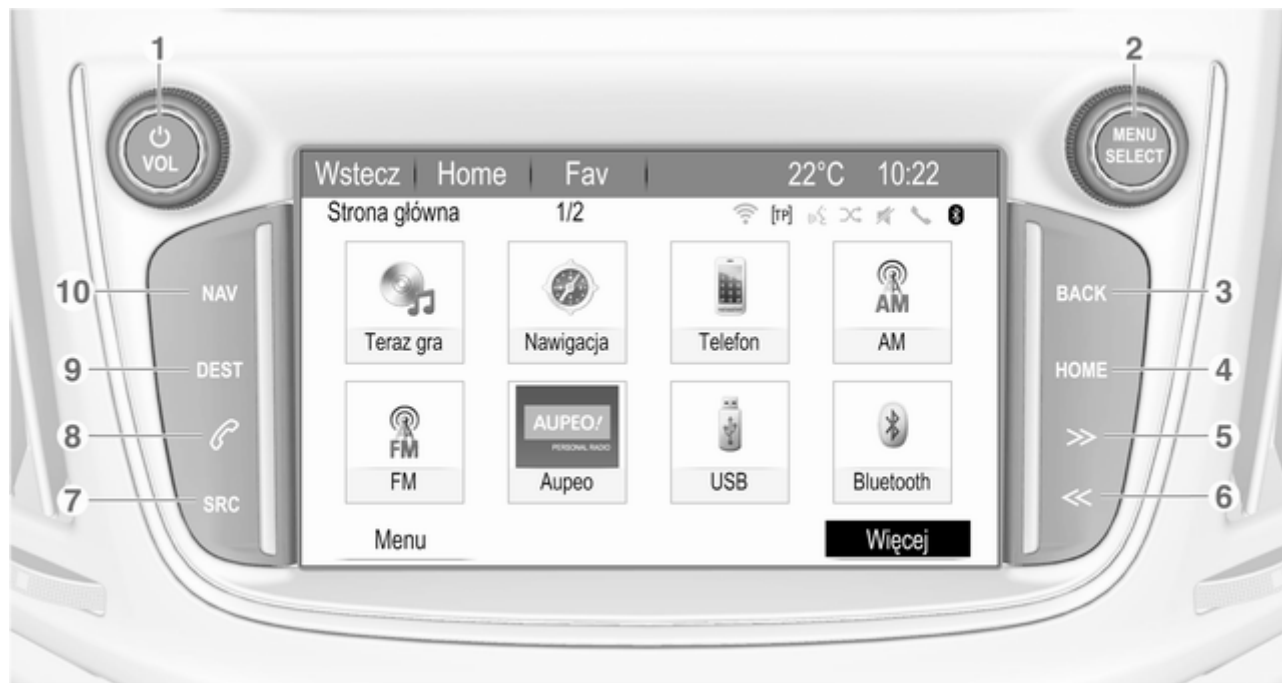 1
2
VOL
MENU
SELECT
Wstecz Home Fav 22°C 10:22
Strona główna 1/2 [TP]
10 NAV
BACK 3
AM
Teraz gra Nawigacja Telefon AM
9 DEST
HOME 4
8
5
FM
AUPEO!
PERSONAL RADIO
FM Aupeo USB Bluetooth
7 SRC
6
Menu Więcej